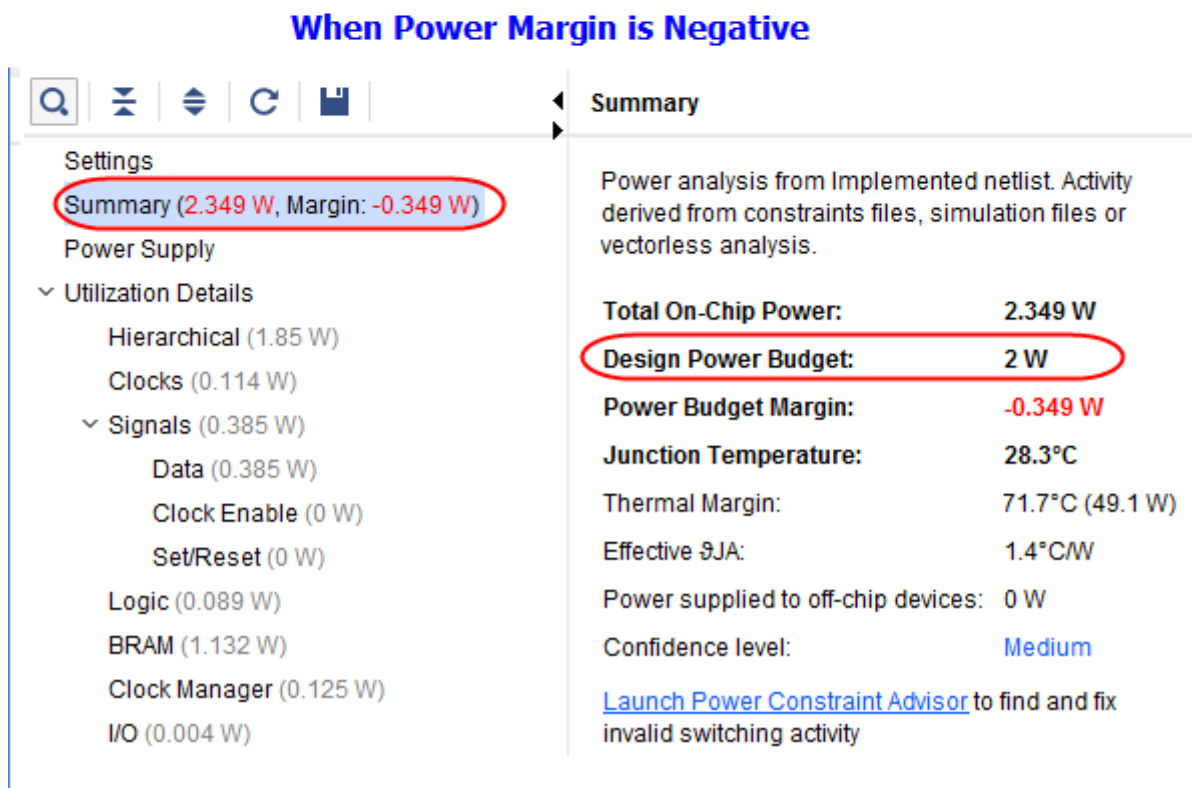 When Power Margin is Negative
Settings
Summary (2.349 W, Margin: -0.349 W)
Power Supply
Utilization Details
Hierarchical (1.85 W)
Clocks (0.114 W)
Signals (0.385 W)
Data (0.385 W)
Clock Enable (0 W)
Set/Reset (0 W)
Logic (0.089 W)
BRAM (1.132 W)
Clock Manager (0.125 W)
I/O (0.004 W)
Summary
Power analysis from Implemented netlist. Activity
derived from constraints files, simulation files or
vectorless analysis.
Total On-Chip Power: 2.349 W
Design Power Budget: 2 W
Power Budget Margin: -0.349 W
Junction Temperature: 28.3°C
Thermal Margin: 71.7°C (49.1 W)
Effective ϑJA: 1.4°C/W
Power supplied to off-chip devices: 0 W
Confidence level: Medium
Launch Power Constraint Advisor to find and fix
invalid switching activity